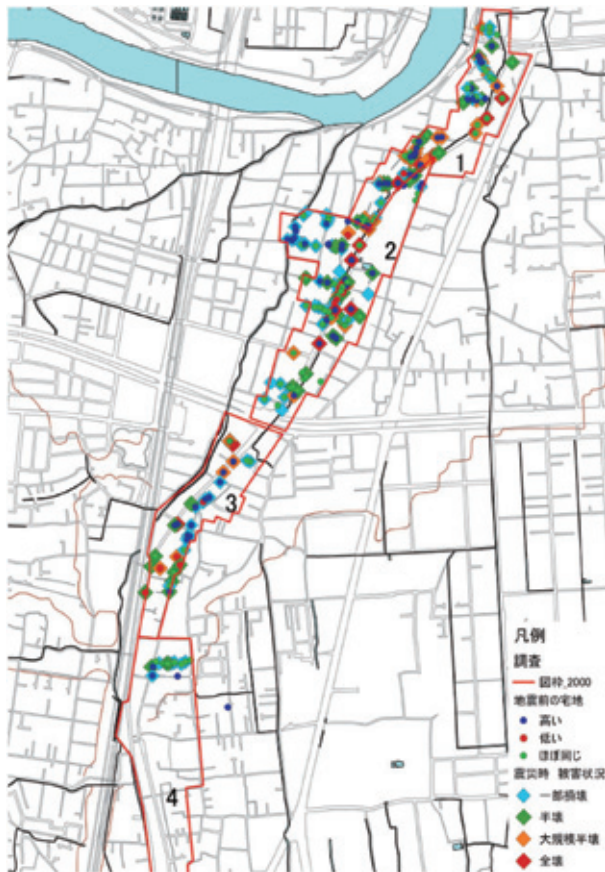 1
2
3
4
凡例
調査
図枠_2000
地震前の宅地
高い
低い
ほぼ同じ
震災時 被害状況
一部損壊
半壊
大規模半壊
全壊